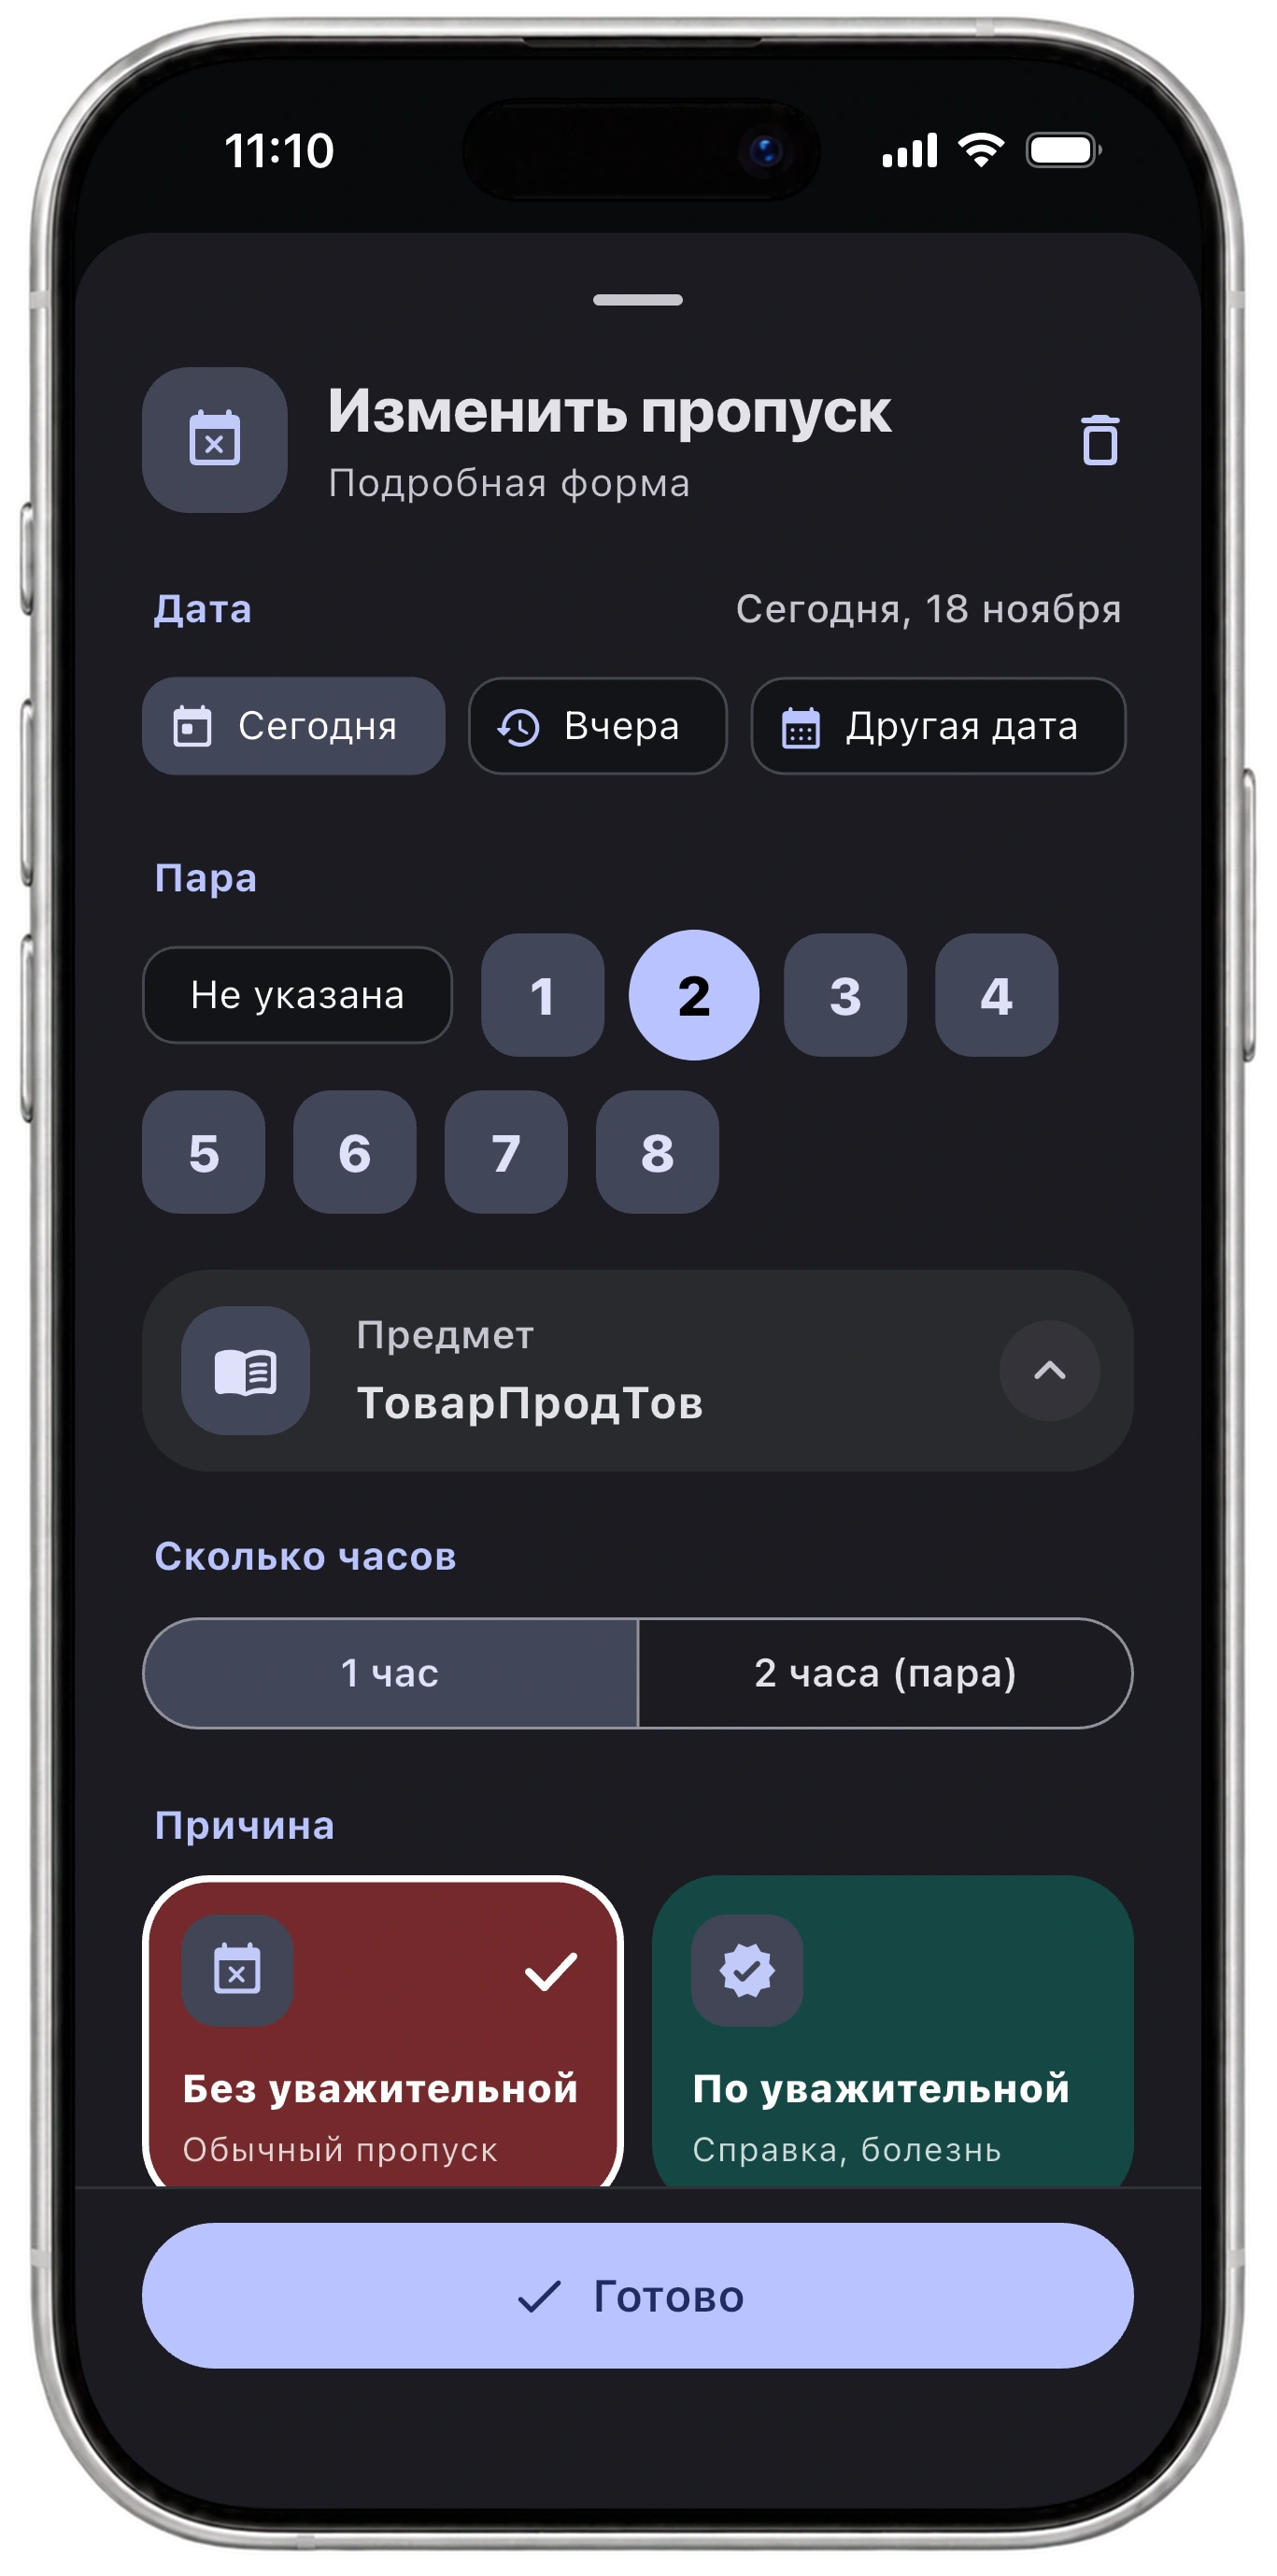 11:10
Изменить пропуск
Подробная форма
Дата
Сегодня, 18 ноября
Сегодня
Вчера
Другая дата
Пара
Не указана
1
2
3
4
5
6
7
8
Предмет
ТоварПродТов
Сколько часов
1 час
2 часа (пара)
Причина
Без уважительной
По уважительной
Обычный пропуск
Справка, болезнь
Готово